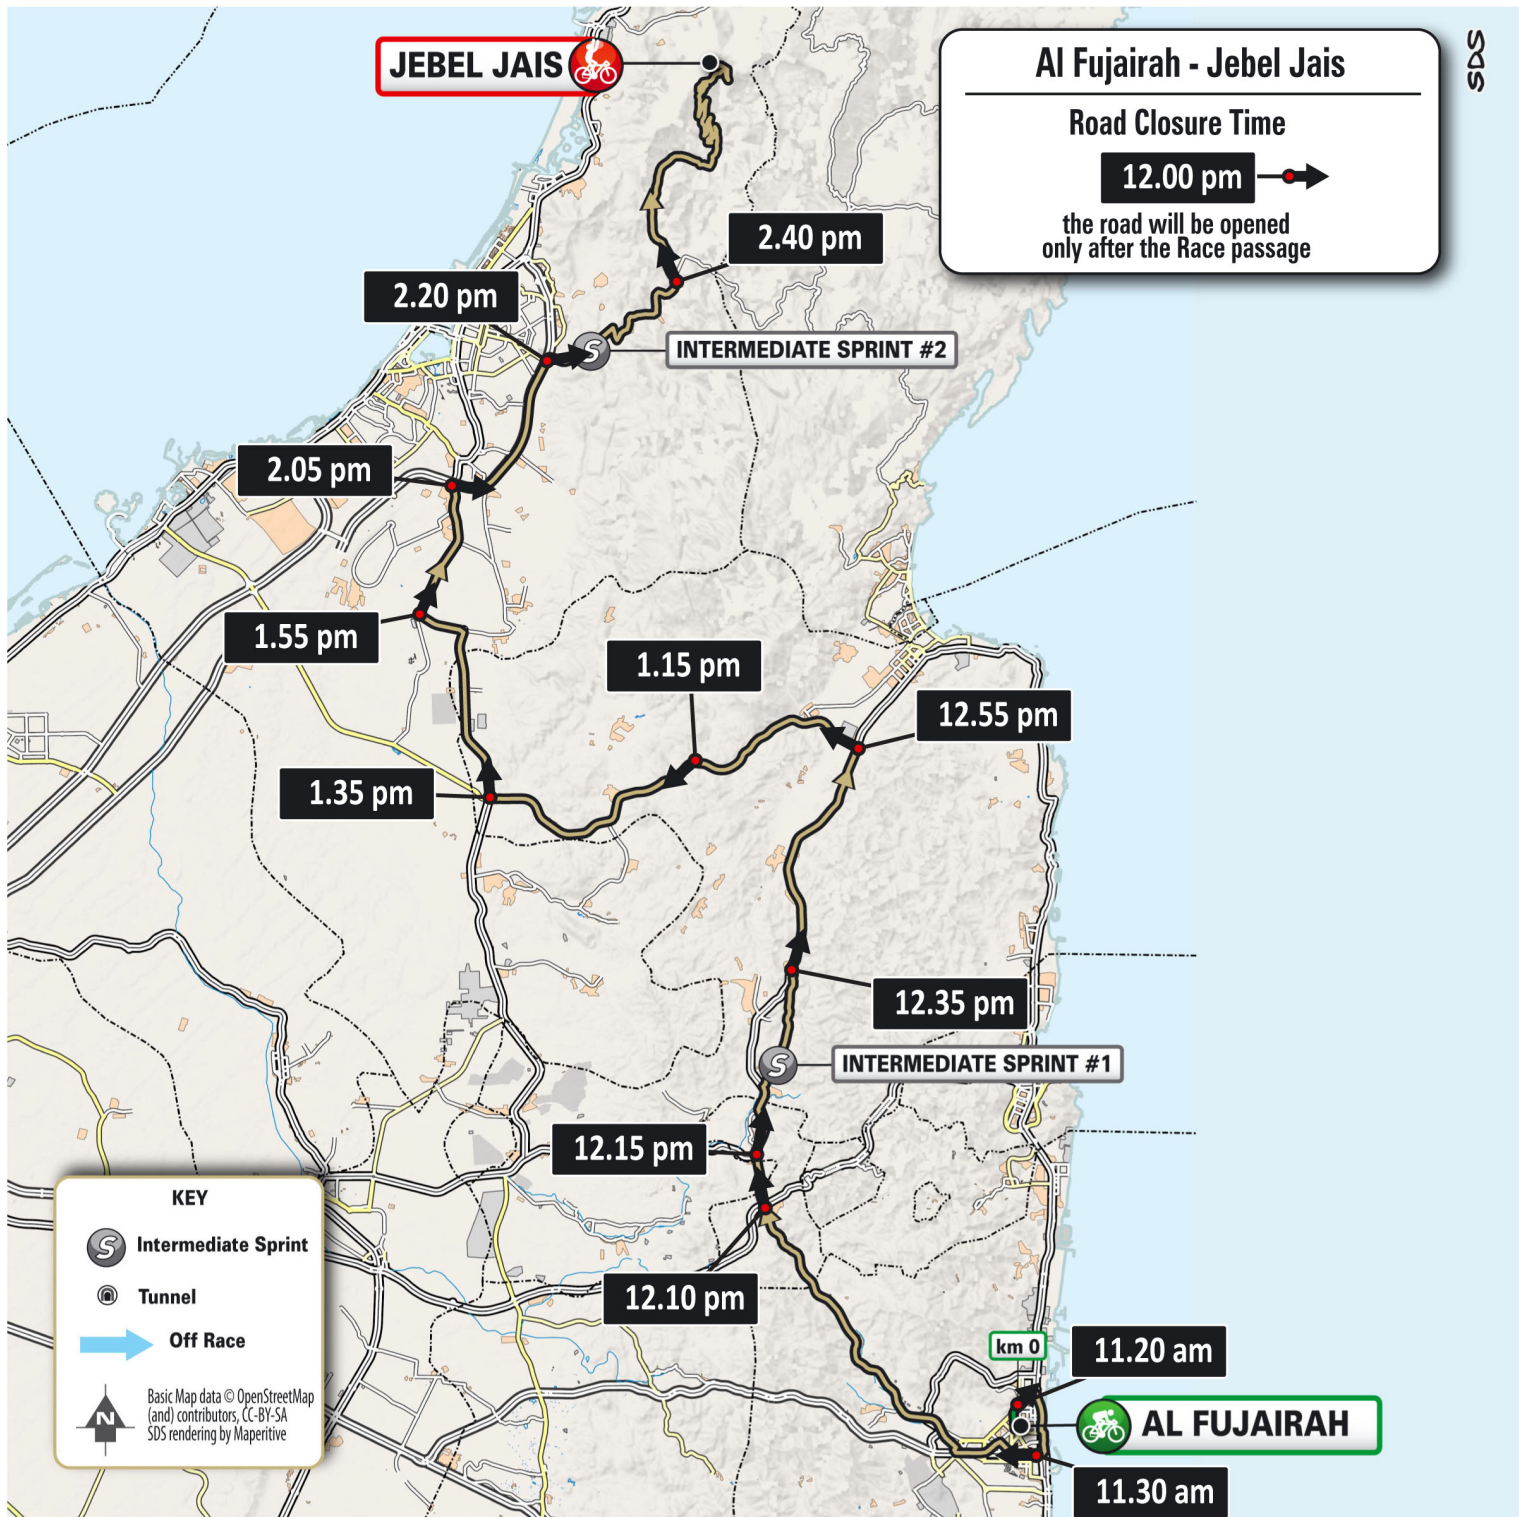 JEBEL JAIS
Al Fujairah - Jebel Jais
Road Closure Time
12.00 pm
the road will be opened
only after the Race passage
SDS
2.40 pm
2.20 pm
S
INTERMEDIATE SPRINT #2
2.05 pm
1.55 pm
1.15 pm
12.55 pm
1.35 pm
12.35 pm
S
INTERMEDIATE SPRINT #1
12.15 pm
12.10 pm
km 0
11.20 am
AL FUJAIRAH
11.30 am
KEY
S
Intermediate Sprint
Tunnel
Off Race
N
Basic Map data © OpenStreetMap
(and) contributors, CC-BY-SA
SDS rendering by Maperitive